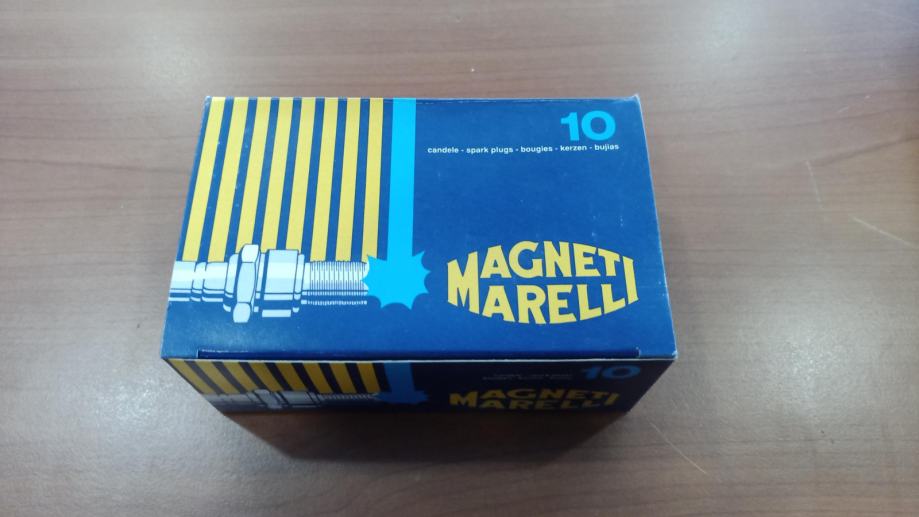 10
candele - spark plugs - bougies - kerzen - bujias
MAGNETI
MARELLI
10
MAGNETI
MARELLI